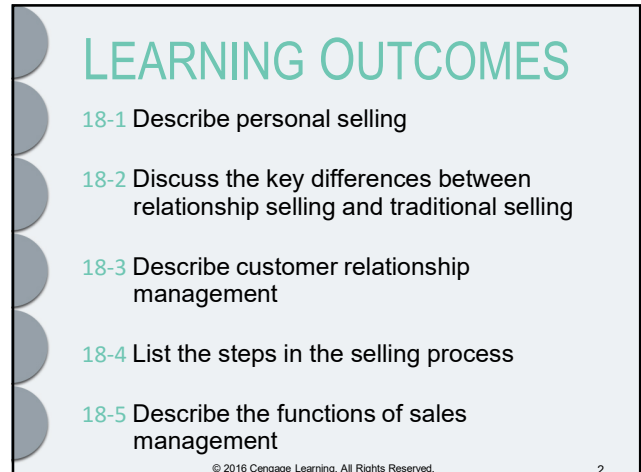 LEARNING OUTCOMES
18-1 Describe personal selling
18-2 Discuss the key differences between
relationship selling and traditional selling
18-3 Describe customer relationship
management
18-4 List the steps in the selling process
18-5 Describe the functions of sales
management
© 2016 Cengage Learning. All Rights Reserved.
2